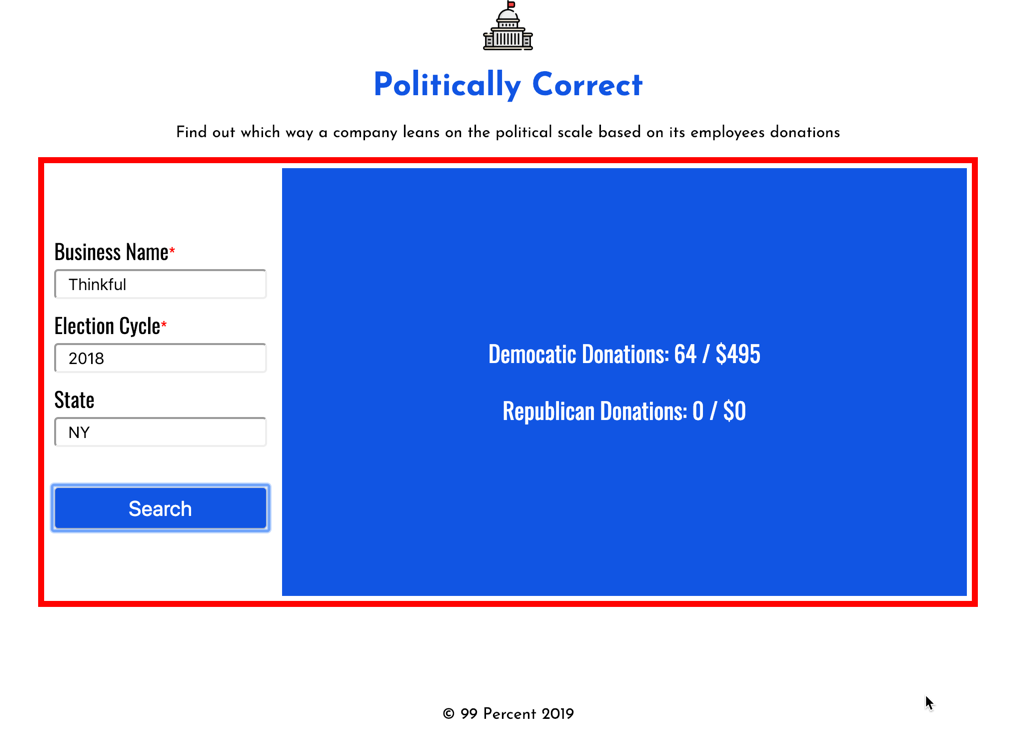 Politically Correct
Find out which way a company leans on the political scale based on its employees donations
Business Name*
Thinkful
Election Cycle*
2018
State
NY
Search
Democatic Donations: 64 / $495
Republican Donations: 0 / $0
© 99 Percent 2019